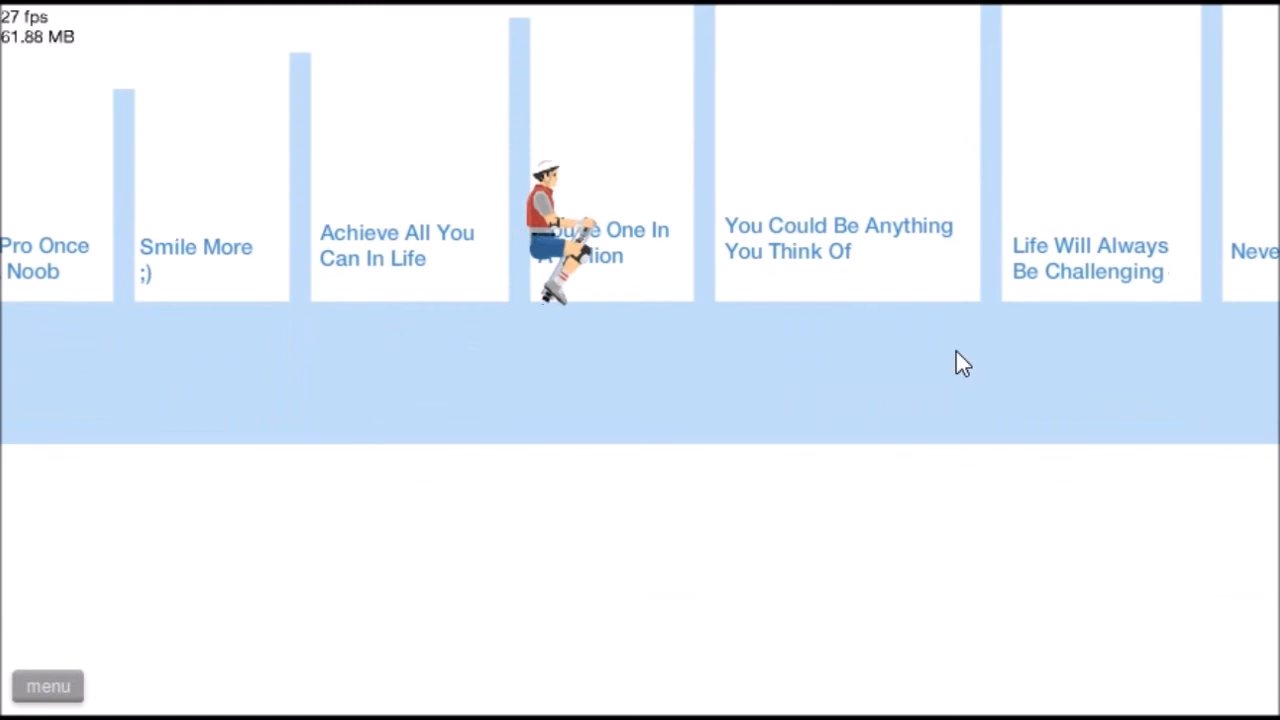 27 fps
61.88 MB
Pro Once
Noob
Smile More
;)
Achieve All You
Can In Life
One In
You Could Be Anything
You Think Of
Life Will Always
Be Challenging
Neve
menu